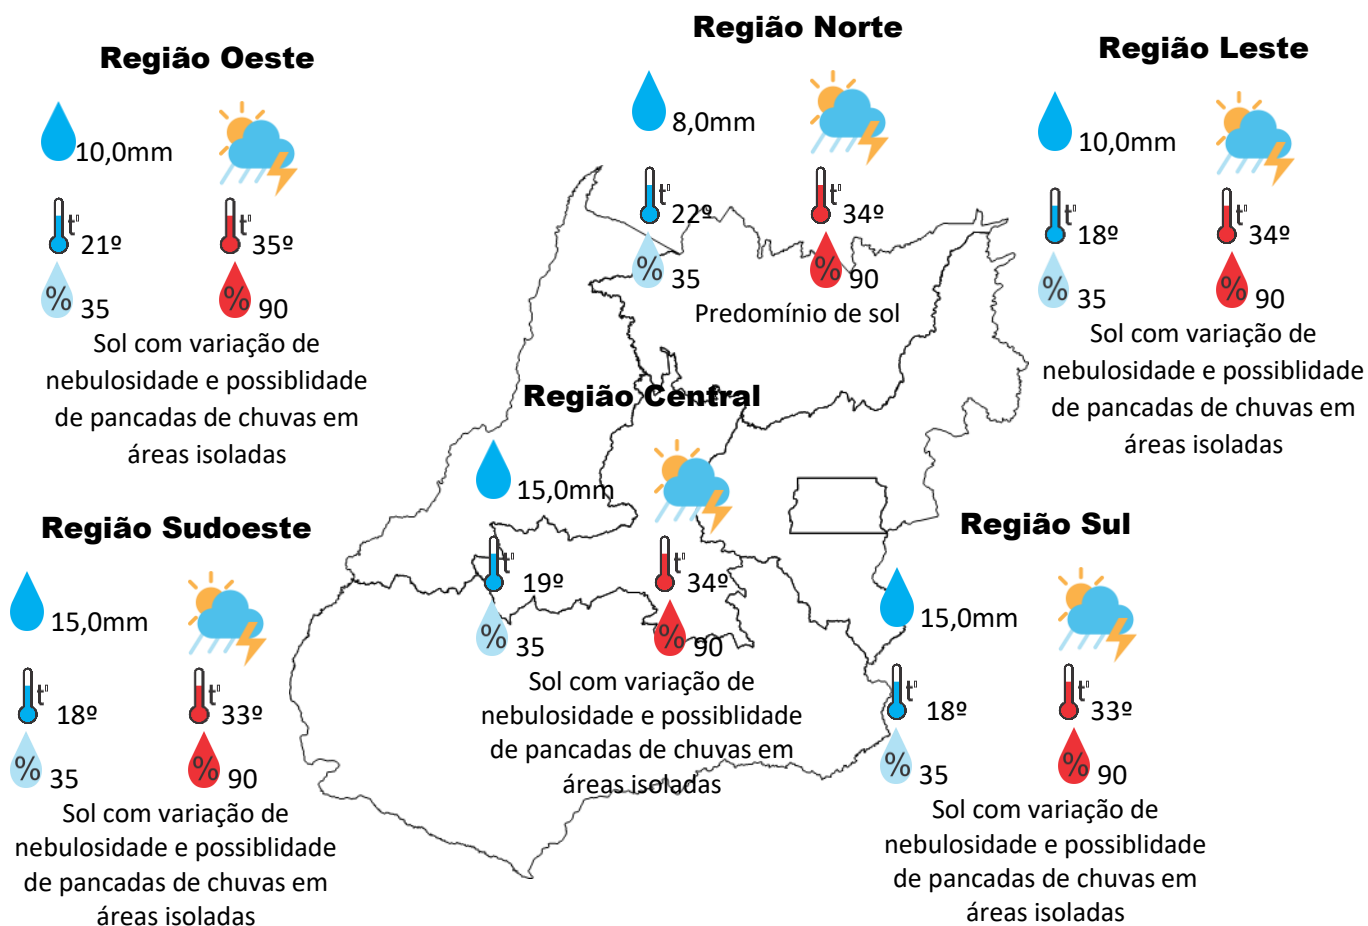 Região Oeste
10,0mm
t°
21º
35º
%
35
%
90
Sol com variação de
nebulosidade e possiblidade
de pancadas de chuvas em
áreas isoladas
Região Norte
8,0mm
t°
22º
t°
34º
%
35
%
90
Predomínio de sol
Região Leste
10,0mm
t°
18º
t°
34º
%
35
%
90
Sol com variação de
nebulosidade e possiblidade
de pancadas de chuvas em
áreas isoladas
Região Central
15,0mm
t°
19º
t°
34º
%
35
%
90
Sol com variação de
nebulosidade e possiblidade
de pancadas de chuvas em
áreas isoladas
Região Sudoeste
15,0mm
t°
18º
t°
33º
%
35
%
90
Sol com variação de
nebulosidade e possiblidade
de pancadas de chuvas em
áreas isoladas
Região Sul
15,0mm
t°
18º
t°
33º
%
35
%
90
Sol com variação de
nebulosidade e possiblidade
de pancadas de chuvas em
áreas isoladas